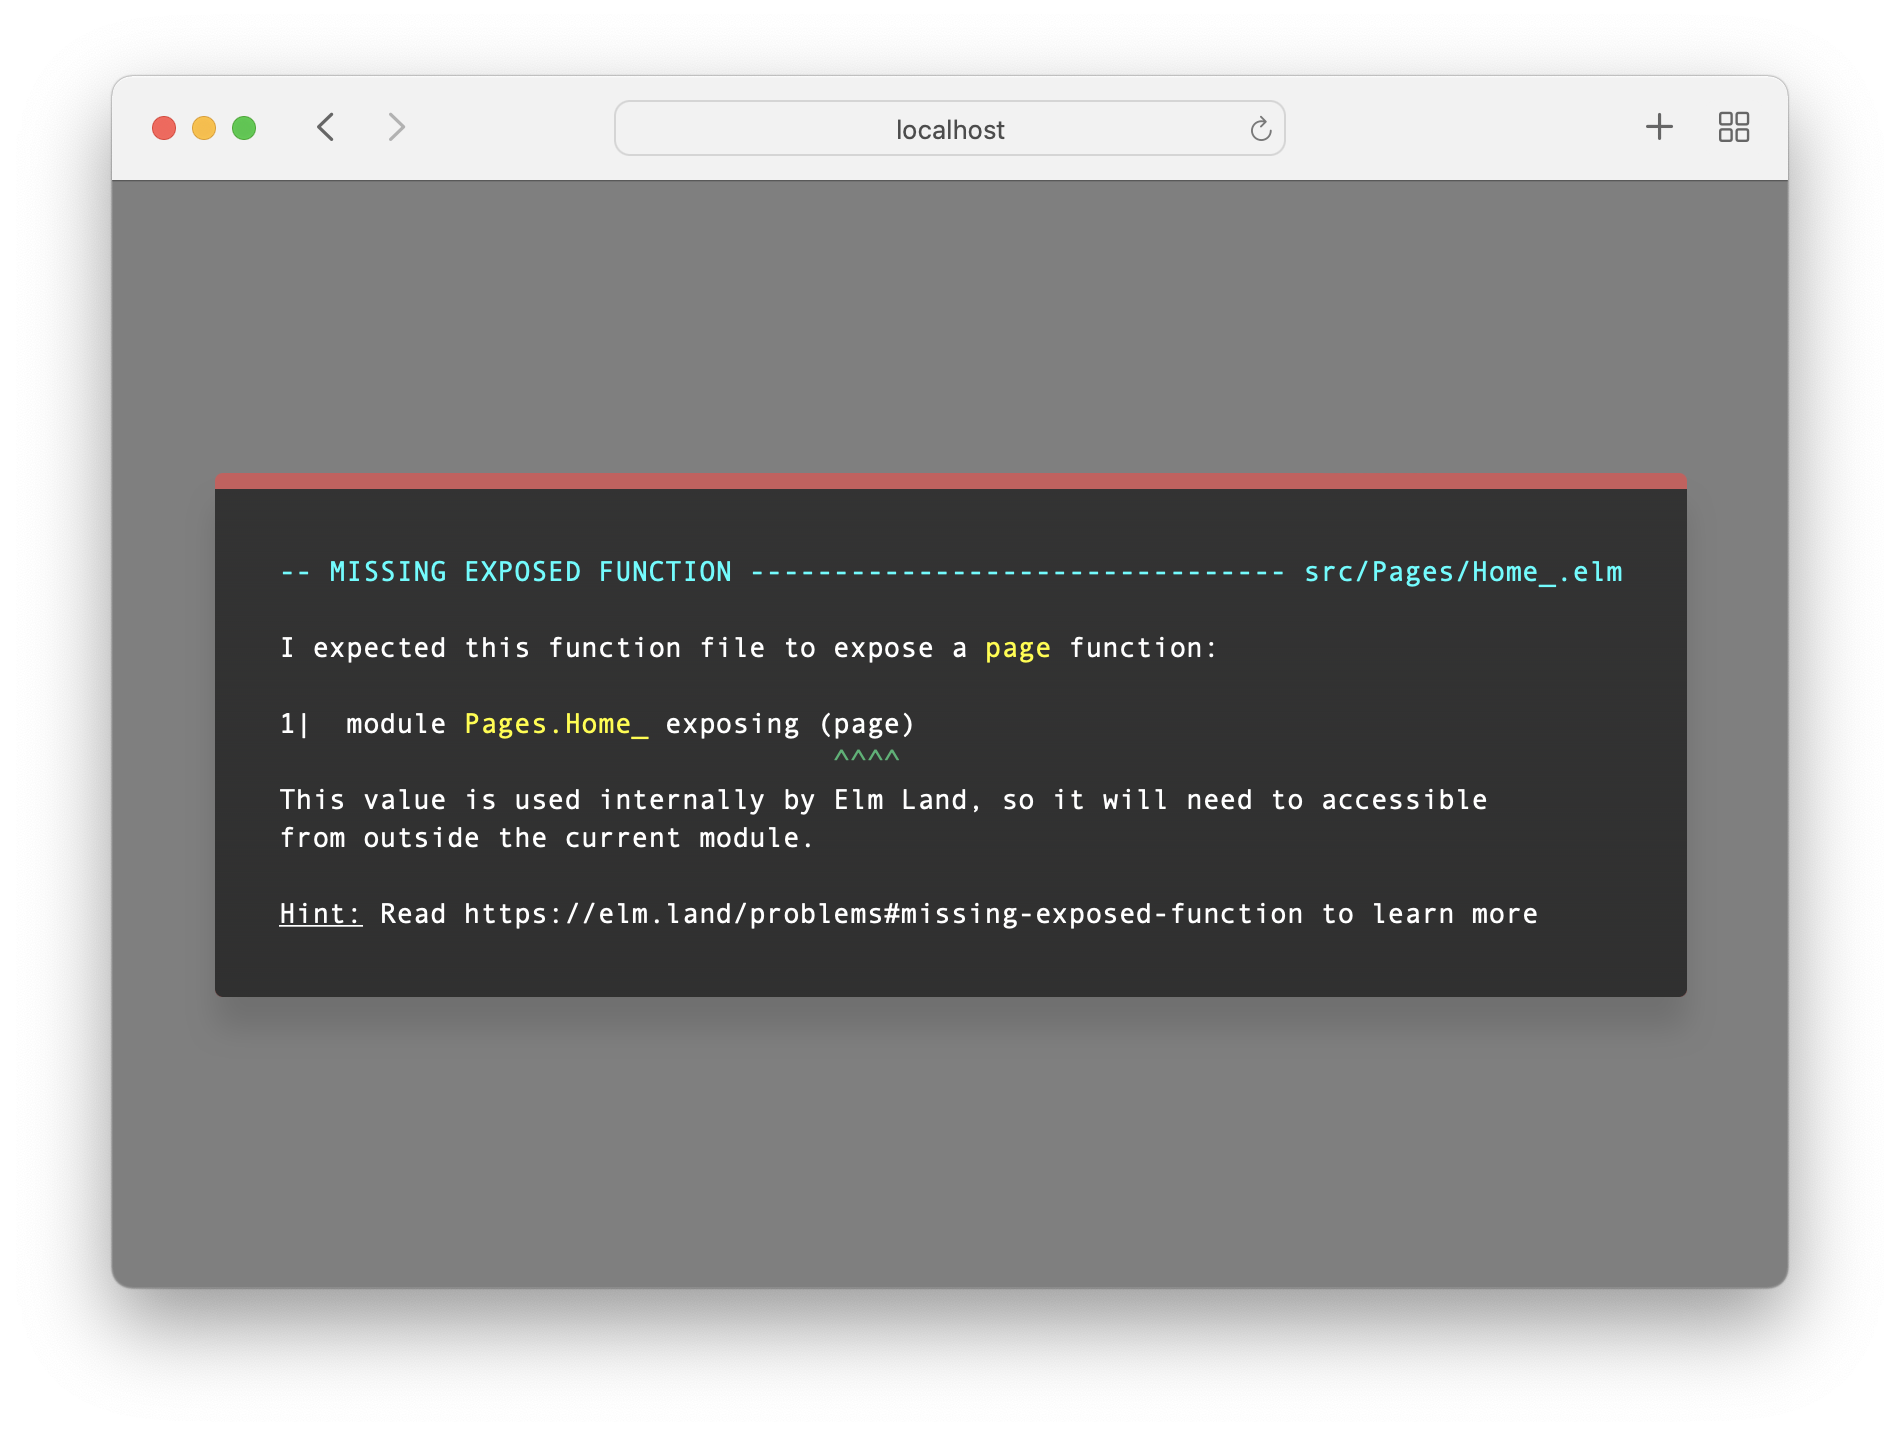 localhost
-- MISSING EXPOSED FUNCTION -------------------------------- src/Pages/Home_.elm
I expected this function file to expose a page function:
1|  module Pages.Home_ exposing (page)
^^^^
This value is used internally by Elm Land, so it will need to accessible
from outside the current module.
Hint: Read https://elm.land/problems#missing-exposed-function to learn more